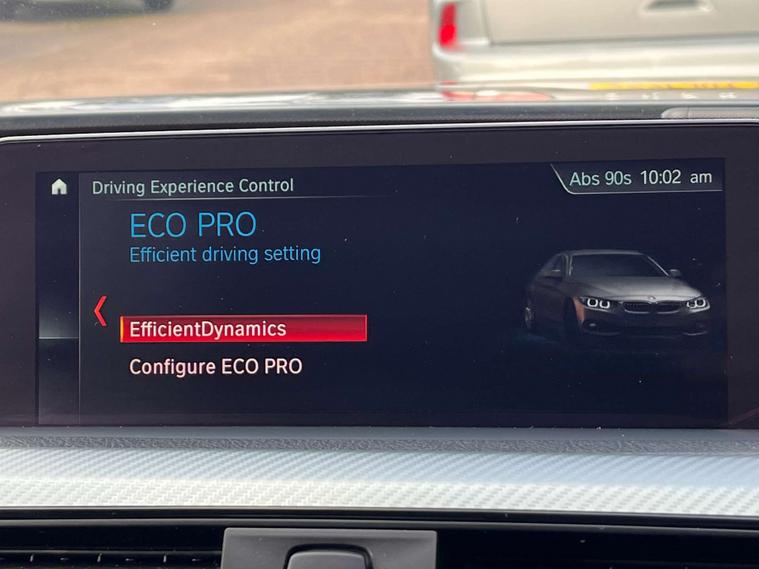 Driving Experience Control
Abs 90s 10:02 am
ECO PRO
Efficient driving setting
EfficientDynamics
Configure ECO PRO